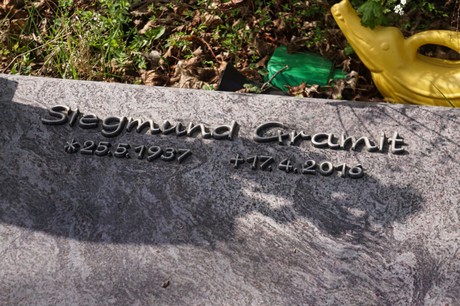 Siegmund Gramit
*25.5.1937 +17.4.2016